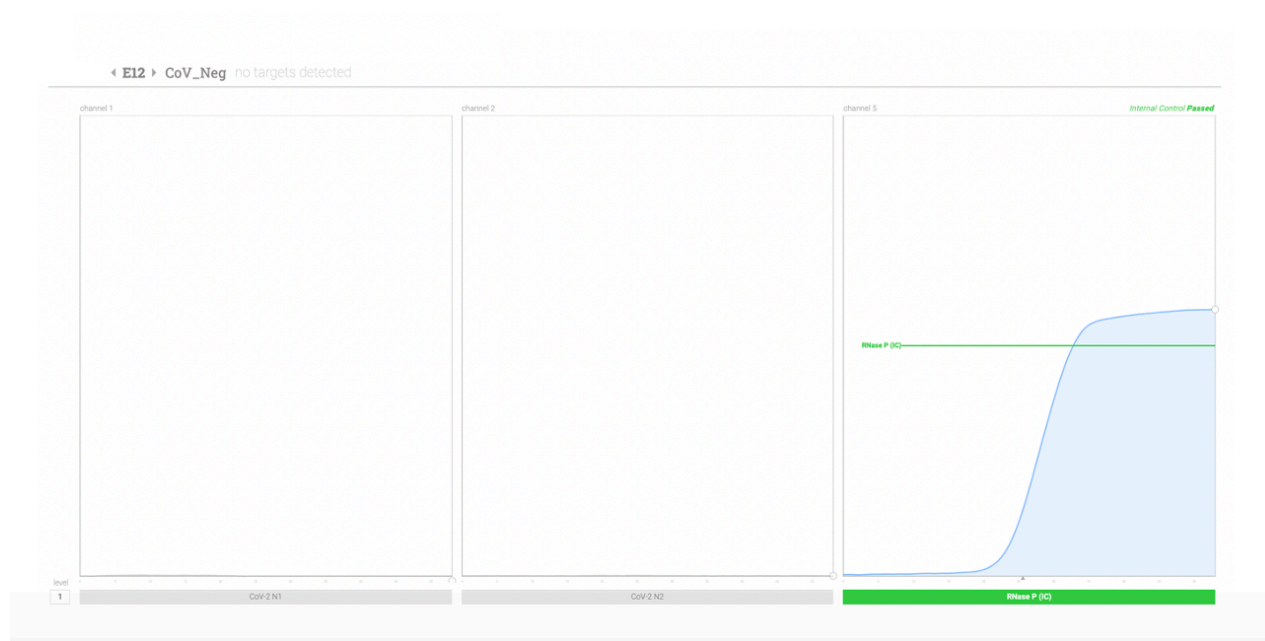 E12 CoV_Neg no targets detected
channel 1
channel 2
channel 5
Internal Control Passed
RNase P (IC)
level
1
CoV-2 N1
CoV-2 N2
RNase P (IC)